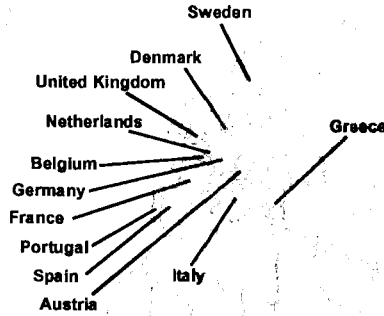 Sweden
Denmark
United Kingdom
Netherlands
Greece
Belgium
Germany
France
Portugal
Spain
Italy
Austria